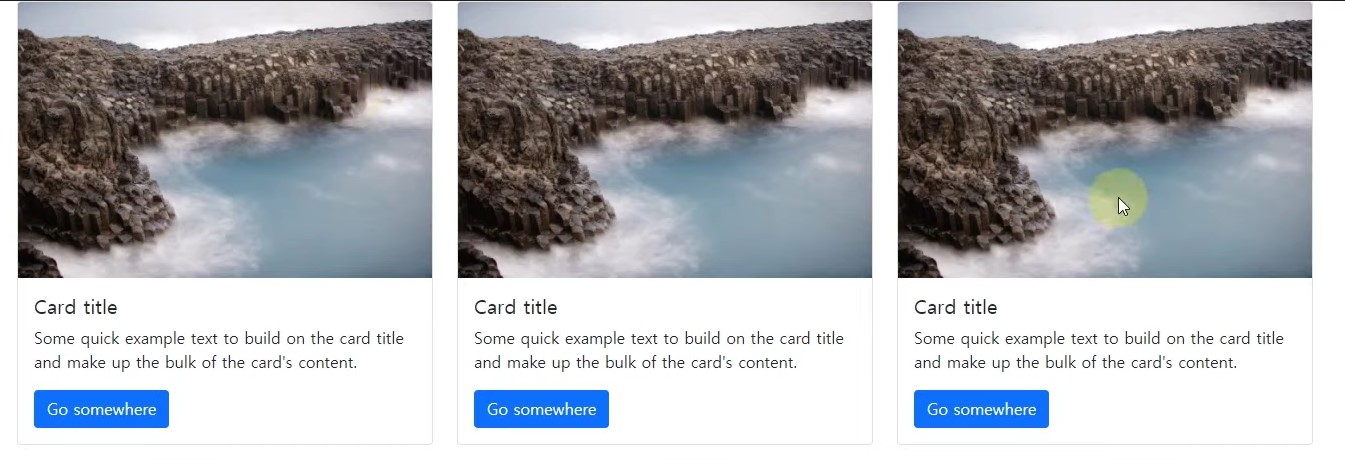 Card title
Some quick example text to build on the card title
and make up the bulk of the card's content.
Go somewhere
Card title
Some quick example text to build on the card title
and make up the bulk of the card's content.
Go somewhere
Card title
Some quick example text to build on the card title
and make up the bulk of the card's content.
Go somewhere